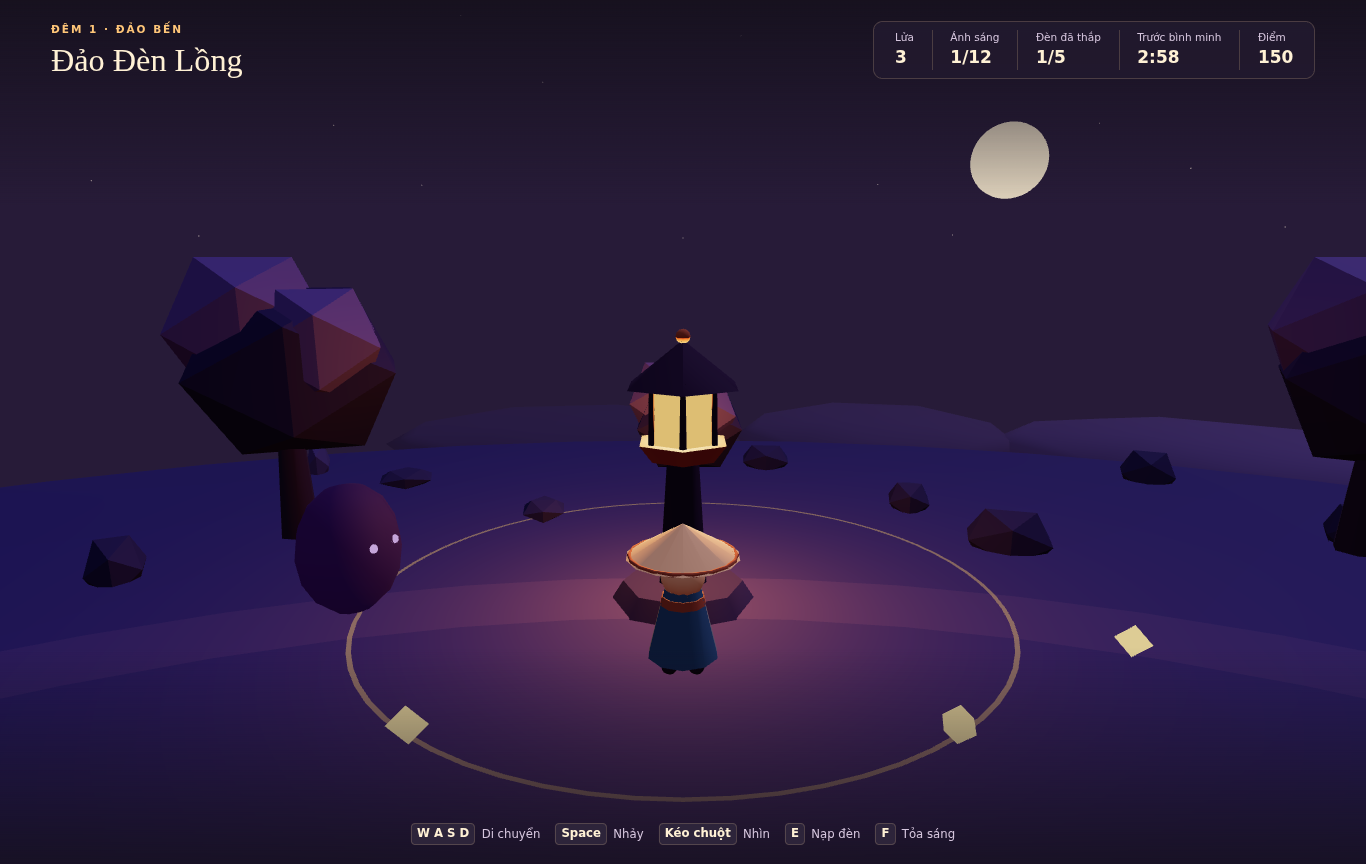 ĐÊM 1 · ĐẢO BẾN
Đảo Đèn Lồng
Lửa
3
Ánh sáng
1/12
Đèn đã thắp
1/5
Trước bình minh
2:58
Điểm
150
W A S D Di chuyển Space Nhảy Kéo chuột Nhìn E Nạp đèn F Tỏa sáng